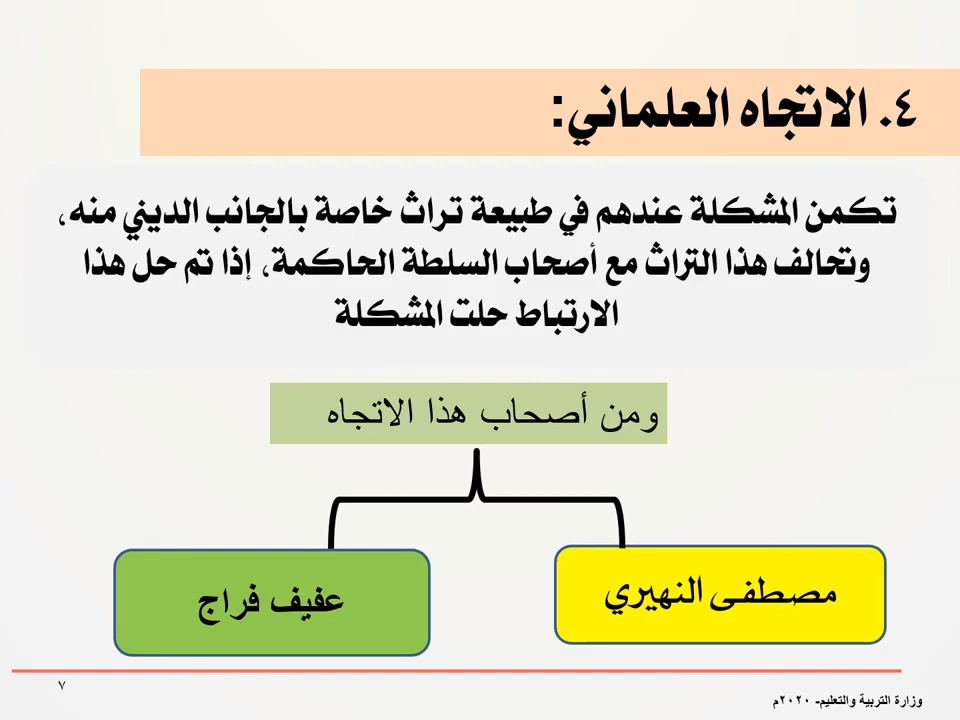 ٤. الاتجاه العلماني:
تكمن المشكلة عندهم في طبيعة تراث خاصة بالجانب الديني منه،
وتحالف هذا التراث مع أصحاب السلطة الحاكمة، إذا تم حل هذا
الارتباط حلت المشكلة
ومن أصحاب هذا الاتجاه
مصطفى النهيري
عفيف فراج
٧
وزارة التربية والتعليم- ٢٠٢٠م